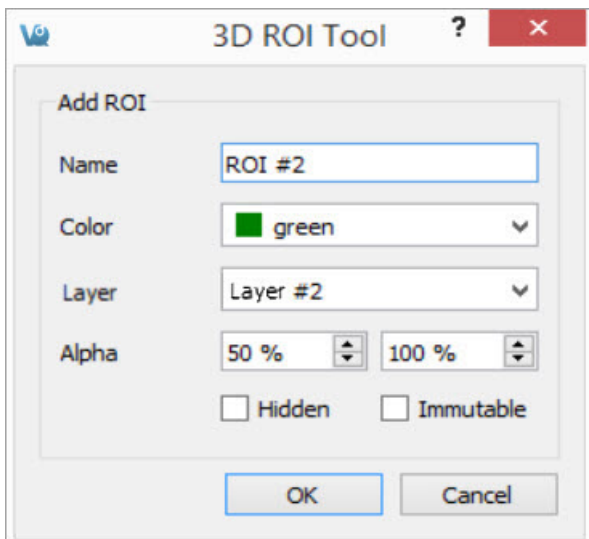 3D ROI Tool ?
Add ROI
Name ROI #2
Color green
Layer Layer #2
Alpha 50 % 100 %
Hidden Immutable
OK Cancel